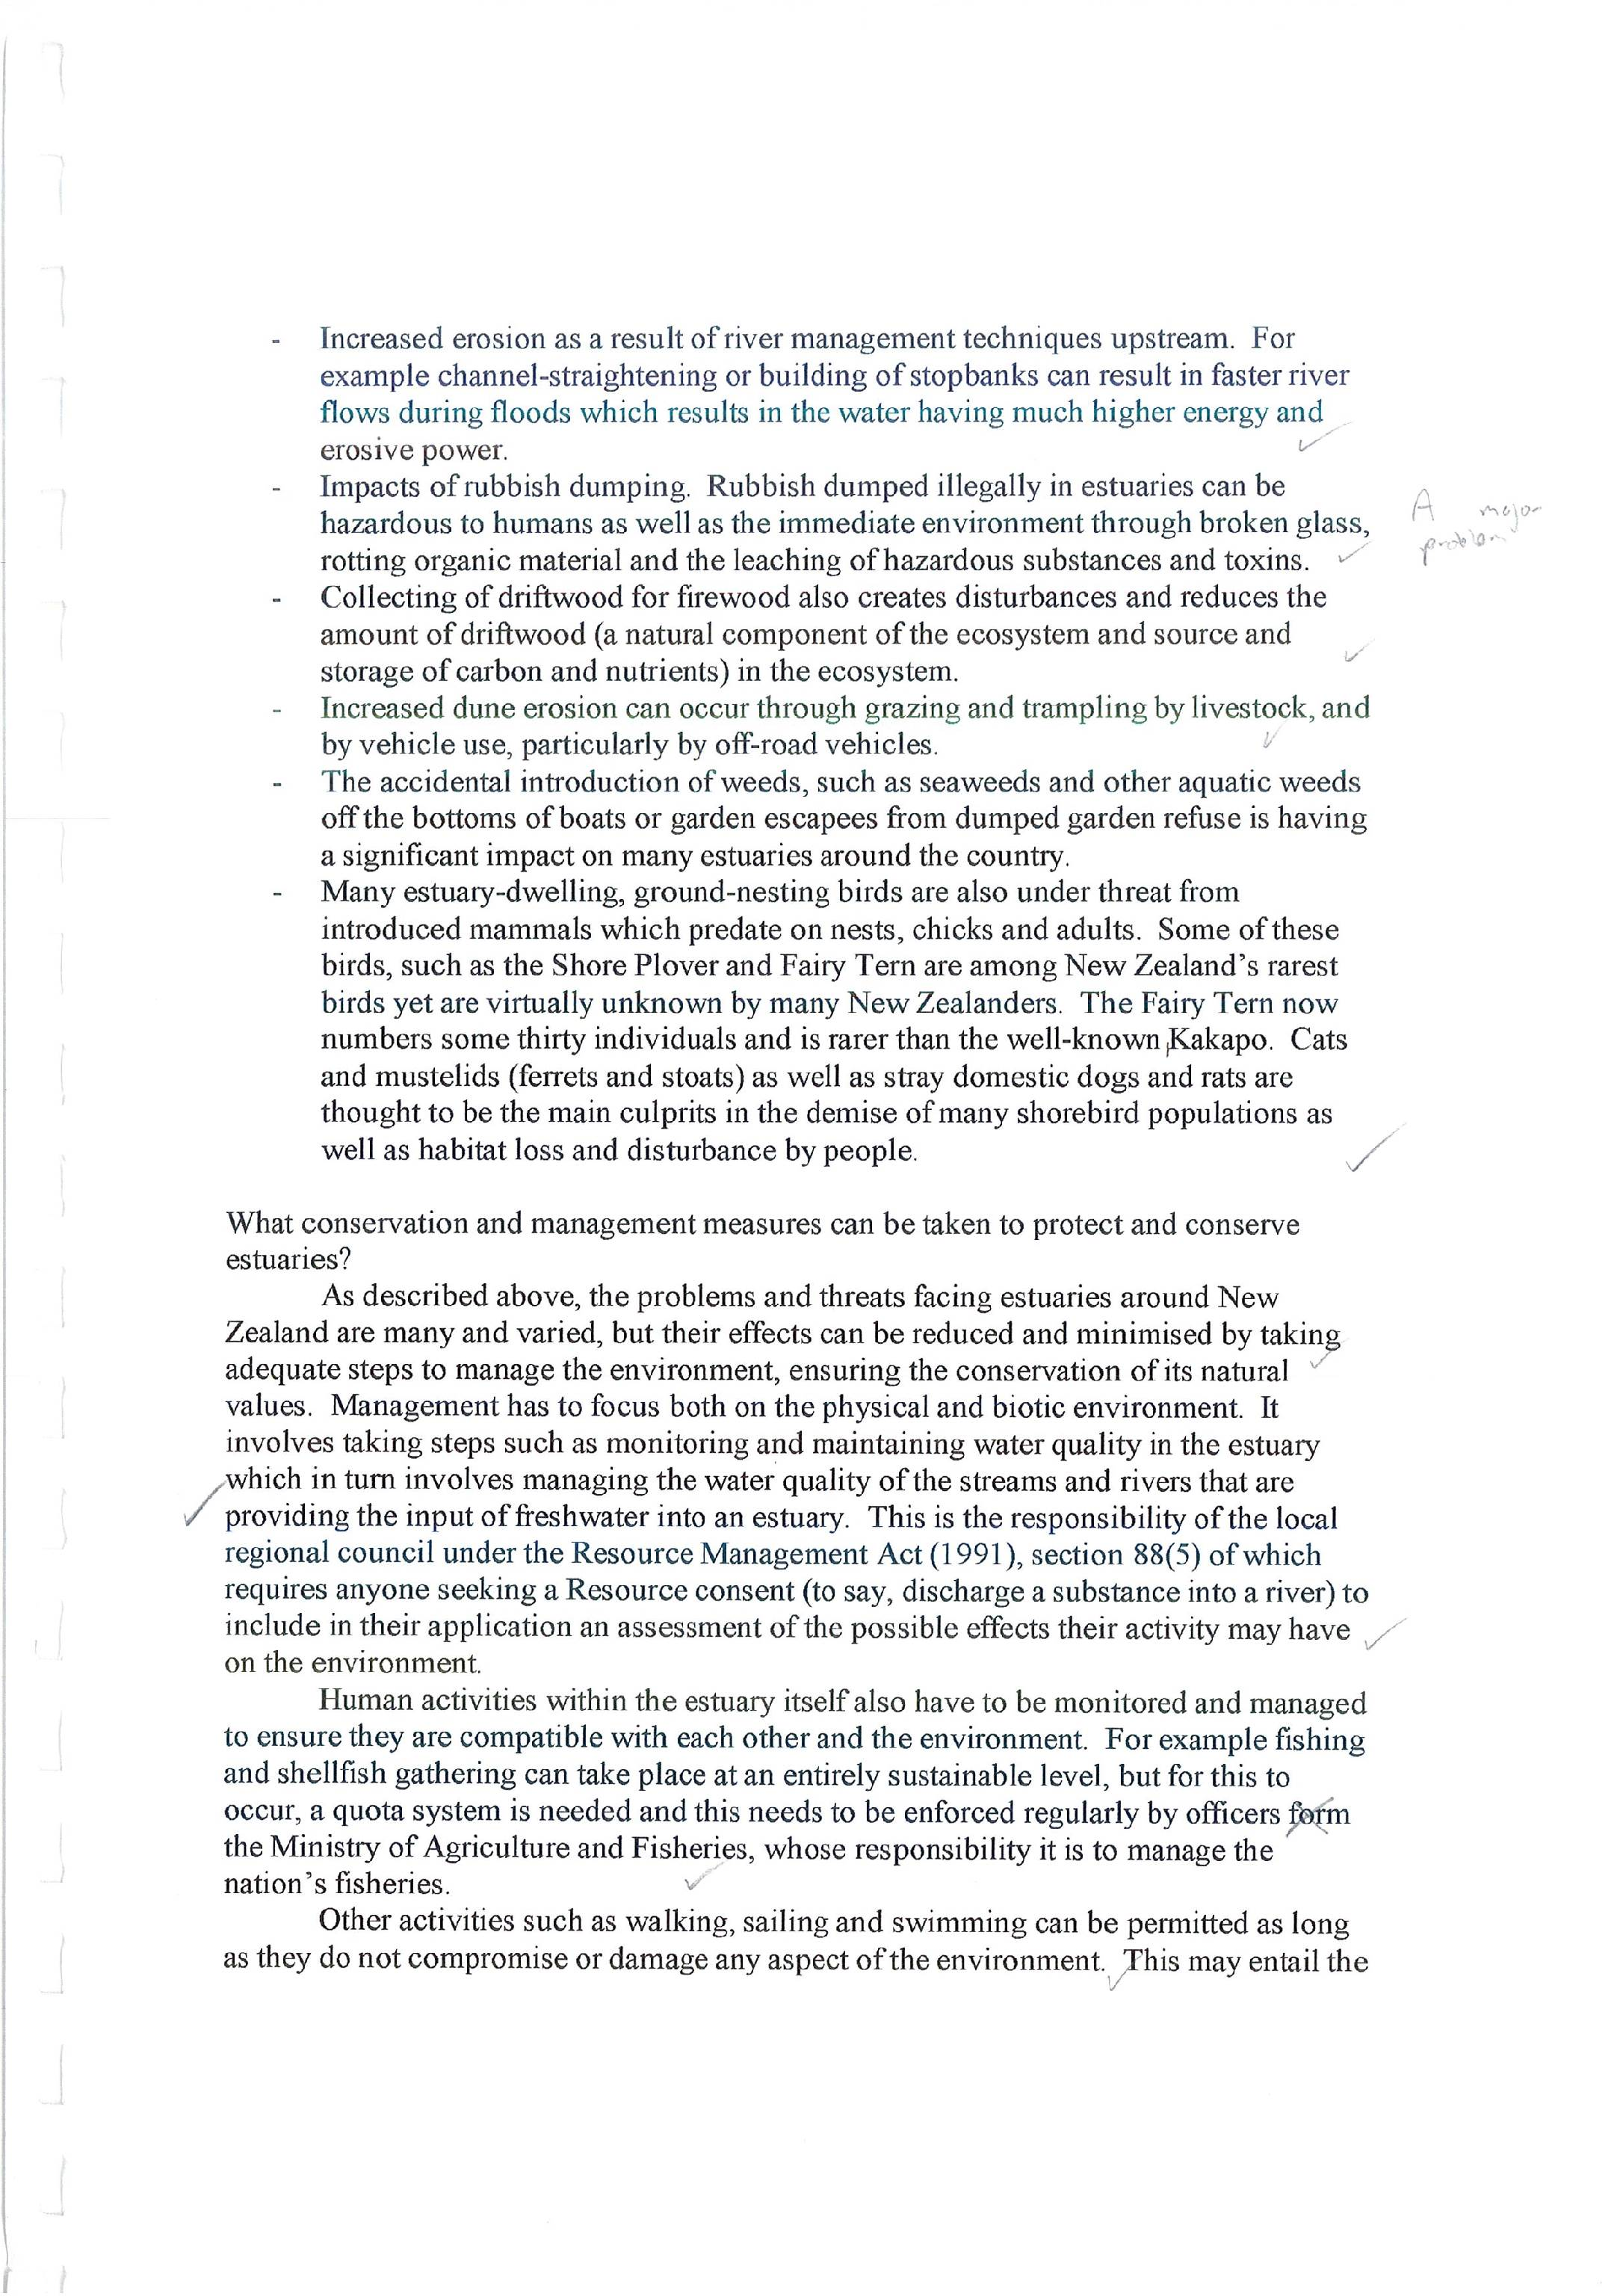 - Increased erosion as a result of river management techniques upstream.  For
example channel-straightening or building of stopbanks can result in faster river
flows during floods which results in the water having much higher energy and
erosive power.
- Impacts of rubbish dumping.  Rubbish dumped illegally in estuaries can be
hazardous to humans as well as the immediate environment through broken glass,
rotting organic material and the leaching of hazardous substances and toxins.
A major
problem
- Collecting of driftwood for firewood also creates disturbances and reduces the
amount of driftwood (a natural component of the ecosystem and source and
storage of carbon and nutrients) in the ecosystem.
- Increased dune erosion can occur through grazing and trampling by livestock, and
by vehicle use, particularly by off-road vehicles.
- The accidental introduction of weeds, such as seaweeds and other aquatic weeds
off the bottoms of boats or garden escapees from dumped garden refuse is having
a significant impact on many estuaries around the country.
- Many estuary-dwelling, ground-nesting birds are also under threat from
introduced mammals which predate on nests, chicks and adults.  Some of these
birds, such as the Shore Plover and Fairy Tern are among New Zealand's rarest
birds yet are virtually unknown by many New Zealanders.  The Fairy Tern now
numbers some thirty individuals and is rarer than the well-known Kakapo.  Cats
and mustelids (ferrets and stoats) as well as stray domestic dogs and rats are
thought to be the main culprits in the demise of many shorebird populations as
well as habitat loss and disturbance by people.
What conservation and management measures can be taken to protect and conserve
estuaries?
As described above, the problems and threats facing estuaries around New
Zealand are many and varied, but their effects can be reduced and minimised by taking
adequate steps to manage the environment, ensuring the conservation of its natural
values.  Management has to focus both on the physical and biotic environment.  It
involves taking steps such as monitoring and maintaining water quality in the estuary
which in turn involves managing the water quality of the streams and rivers that are
providing the input of freshwater into an estuary.  This is the responsibility of the local
regional council under the Resource Management Act (1991), section 88(5) of which
requires anyone seeking a Resource consent (to say, discharge a substance into a river) to
include in their application an assessment of the possible effects their activity may have
on the environment.
Human activities within the estuary itself also have to be monitored and managed
to ensure they are compatible with each other and the environment.  For example fishing
and shellfish gathering can take place at an entirely sustainable level, but for this to
occur, a quota system is needed and this needs to be enforced regularly by officers form
the Ministry of Agriculture and Fisheries, whose responsibility it is to manage the
nation's fisheries.
Other activities such as walking, sailing and swimming can be permitted as long
as they do not compromise or damage any aspect of the environment.  This may entail the